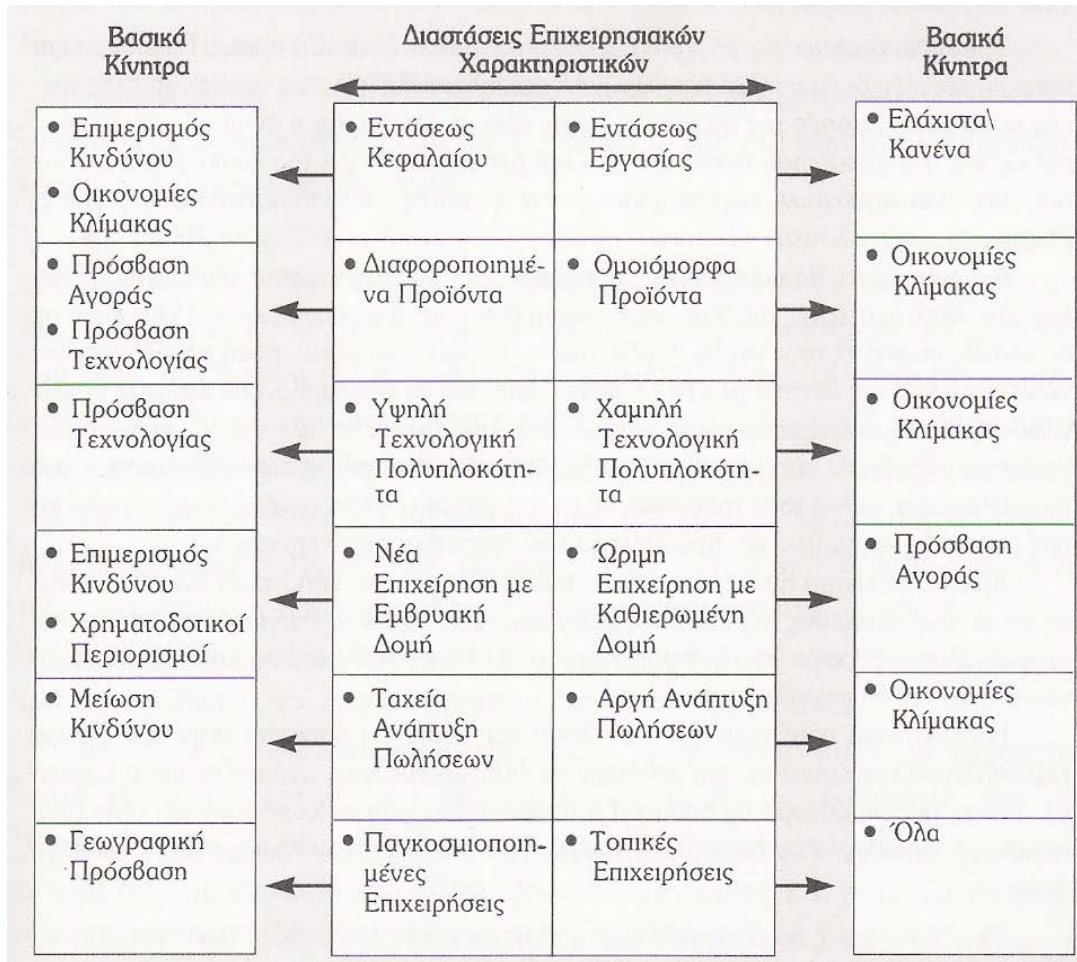 Βασικά
Κίνητρα
Διαστάσεις Επιχειρησιακών
Χαρακτηριστικών
Βασικά
Κίνητρα
• Επιμερισμός
Κινδύνου
• Οικονομίες
Κλίμακας
• Εντάσεως
Κεφαλαίου
• Εντάσεως
Εργασίας
• Ελάχιστα\
Κανένα
• Πρόσβαση
Αγοράς
• Πρόσβαση
Τεχνολογίας
• Διαφοροποιημέ-
να Προϊόντα
• Ομοιόμορφα
Προϊόντα
• Οικονομίες
Κλίμακας
• Πρόσβαση
Τεχνολογίας
• Υψηλή
Τεχνολογική
Πολυπλοκότη-
τα
• Χαμηλή
Τεχνολογική
Πολυπλοκότη-
τα
• Οικονομίες
Κλίμακας
• Επιμερισμός
Κινδύνου
• Χρηματοδοτικοί
Περιορισμοί
• Νέα
Επιχείρηση με
Εμβρυακή
Δομή
• Ώριμη
Επιχείρηση με
Καθιερωμένη
Δομή
• Πρόσβαση
Αγοράς
• Μείωση
Κινδύνου
• Ταχεία
Ανάπτυξη
Πωλήσεων
• Αργή Ανάπτυξη
Πωλήσεων
• Οικονομίες
Κλίμακας
• Γεωγραφική
Πρόσβαση
• Παγκοσμιοποιη-
μένες
Επιχειρήσεις
• Τοπικές
Επιχειρήσεις
• Όλα